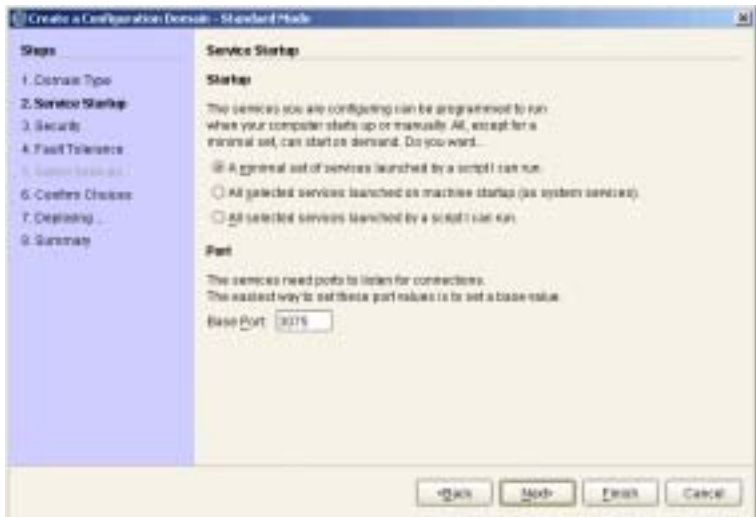 Create a Configuration Domain - Standard Mode
Steps
1. Domain Type
2. Service Startup
3. Security
4. Fault Tolerance
5. Select
6. Confirm Choices
7. Deploying ...
8. Summary
Service Startup
Startup
The services you are configuring can be programmed to run
when your computer starts up or manually. All, except for a
minimal set, can start on demand. Do you want...
A minimal set of services launched by a script I can run.
All selected services launched on machine startup (as system services).
All selected services launched by a script I can run.
Port
The services need ports to listen for connections.
The easiest way to set these port values is to set a base value.
Base Port: 3075
<Back
Next>
Finish
Cancel